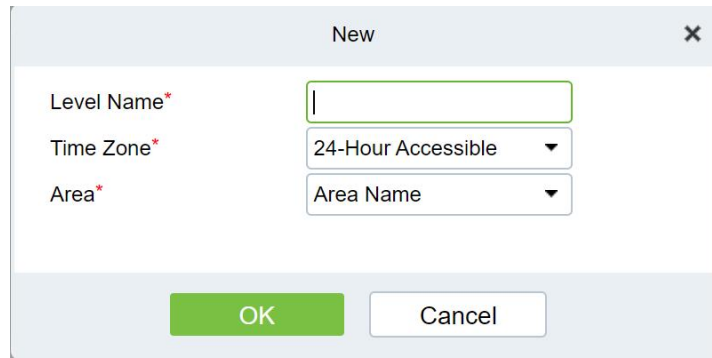 New
Level Name*
Time Zone* 24-Hour Accessible
Area* Area Name
OK Cancel